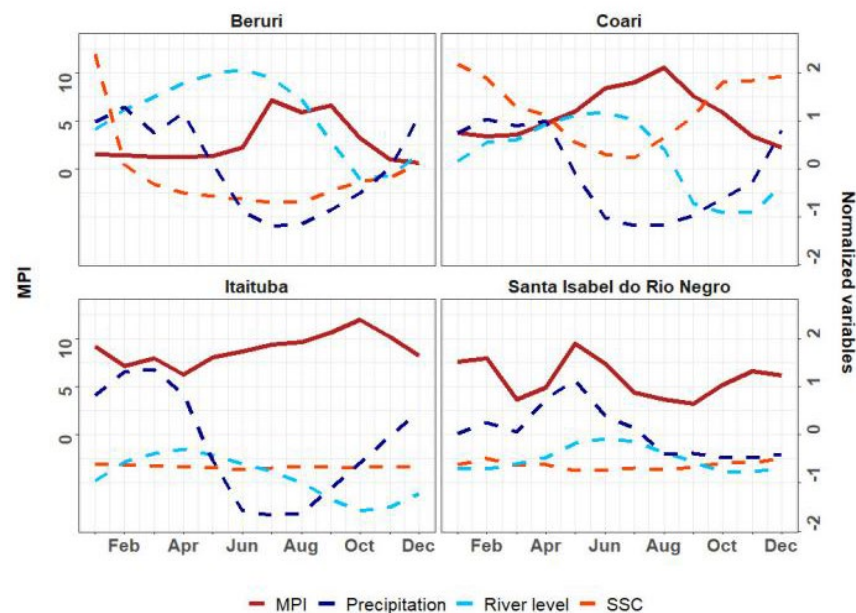 Beruri
Coari
10
5
0
2
1
0
-1
-2
MPI
Normalized variables
Itaituba
Santa Isabel do Rio Negro
10
5
0
2
1
0
-1
-2
Feb Apr Jun Aug Oct Dec
Feb Apr Jun Aug Oct Dec
MPI Precipitation River level SSC